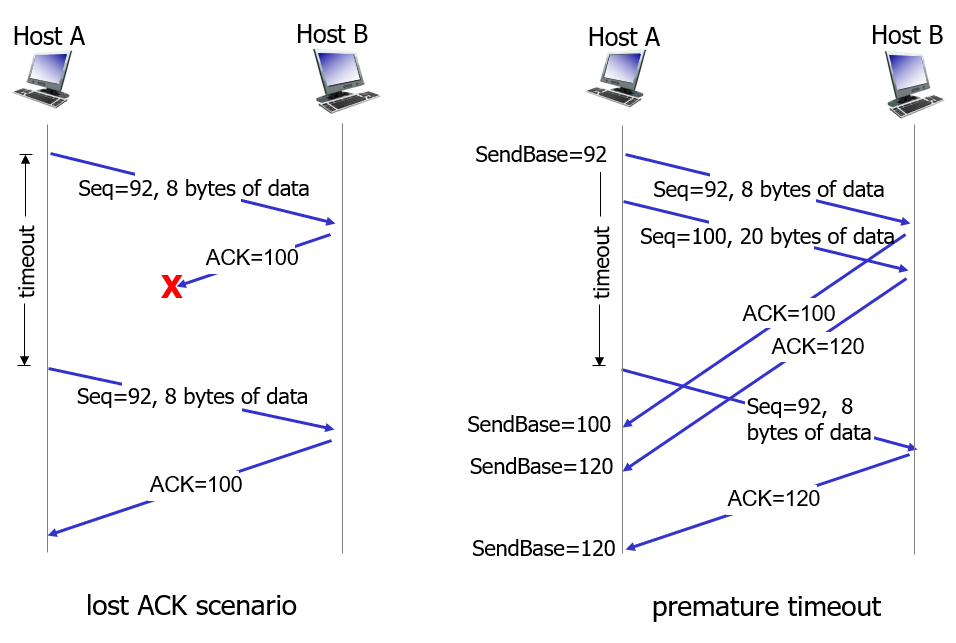 Host A
Host B
Seq=92, 8 bytes of data
ACK=100
X
timeout
Seq=92, 8 bytes of data
ACK=100
lost ACK scenario
Host A
Host B
SendBase=92
Seq=92, 8 bytes of data
Seq=100, 20 bytes of data
timeout
ACK=100
ACK=120
Seq=92, 8
bytes of data
SendBase=100
SendBase=120
ACK=120
SendBase=120
premature timeout